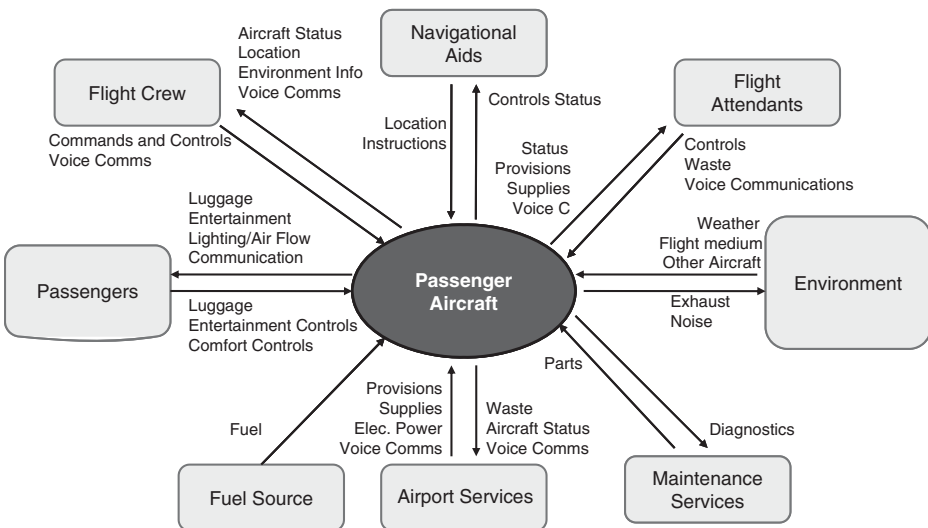 Aircraft Status
Location
Environment Info
Voice Comms
Navigational
Aids
Flight Crew
Flight
Attendants
Commands and Controls
Voice Comms
Location
Instructions
Controls Status
Status
Provisions
Supplies
Voice C
Controls
Waste
Voice Communications
Luggage
Entertainment
Lighting/Air Flow
Communication
Weather
Flight medium
Other Aircraft
Passengers
Passenger
Aircraft
Environment
Luggage
Entertainment Controls
Comfort Controls
Exhaust
Noise
Parts
Fuel
Provisions
Supplies
Elec. Power
Voice Comms
Waste
Aircraft Status
Voice Comms
Diagnostics
Fuel Source
Airport Services
Maintenance
Services